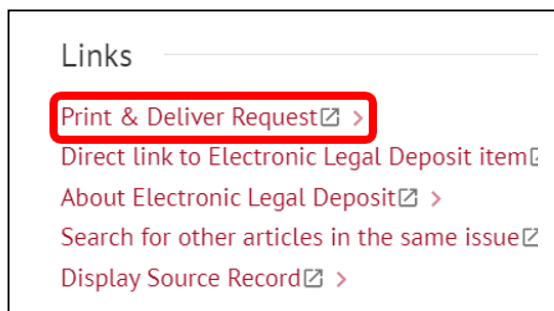 Links
Print & Deliver Request >
Direct link to Electronic Legal Deposit item
About Electronic Legal Deposit >
Search for other articles in the same issue
Display Source Record >